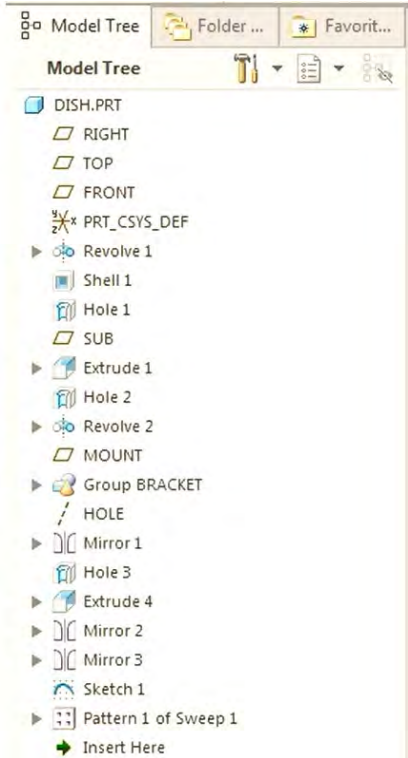 Model Tree Folder ... Favorit...
Model Tree
DISH.PRT
RIGHT
TOP
FRONT
PRT_CSYS_DEF
Revolve 1
Shell 1
Hole 1
SUB
Extrude 1
Hole 2
Revolve 2
MOUNT
Group BRACKET
HOLE
Mirror 1
Hole 3
Extrude 4
Mirror 2
Mirror 3
Sketch 1
Pattern 1 of Sweep 1
Insert Here